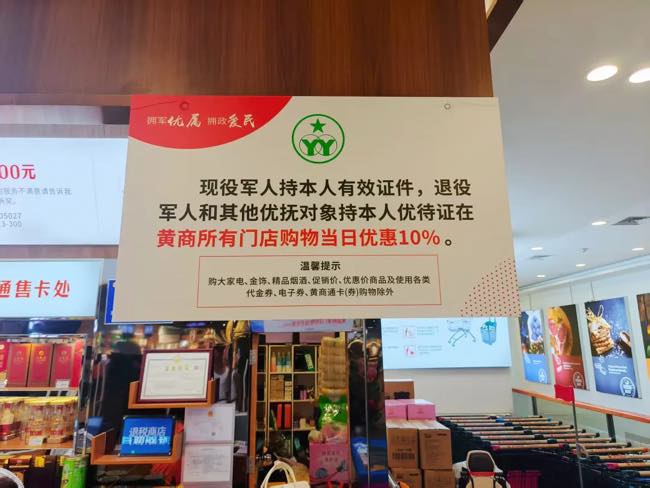 拥军优属 拥政爱民
YY
现役军人持本人有效证件，退役
军人和其他优抚对象持本人优待证在
黄商所有门店购物当日优惠10%。
温馨提示
购大家电、金饰、精品烟酒、促销价、优惠价商品及使用各类
代金券、电子券、黄商通卡(券)购物除外
00元
05027
3-300
通售卡处
退税商店